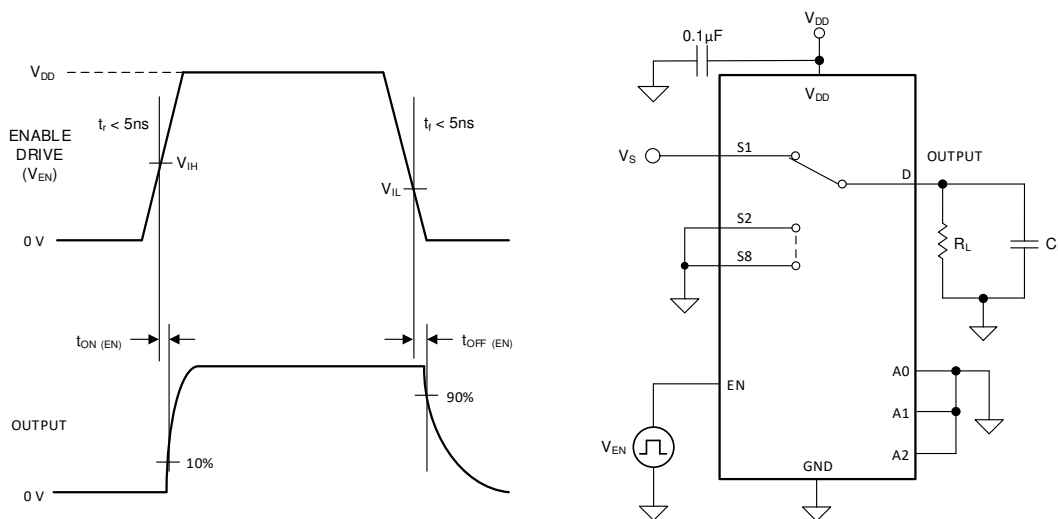 V_DD
t_r < 5ns
t_f < 5ns
ENABLE
DRIVE
(V_EN)
V_IH
V_IL
0 V
t_ON (EN)
t_OFF (EN)
90%
OUTPUT
10%
0 V
V_DD
0.1µF
V_DD
V_S
S1
OUTPUT
D
S2
R_L
C
S8
A0
EN
A1
V_EN
A2
GND